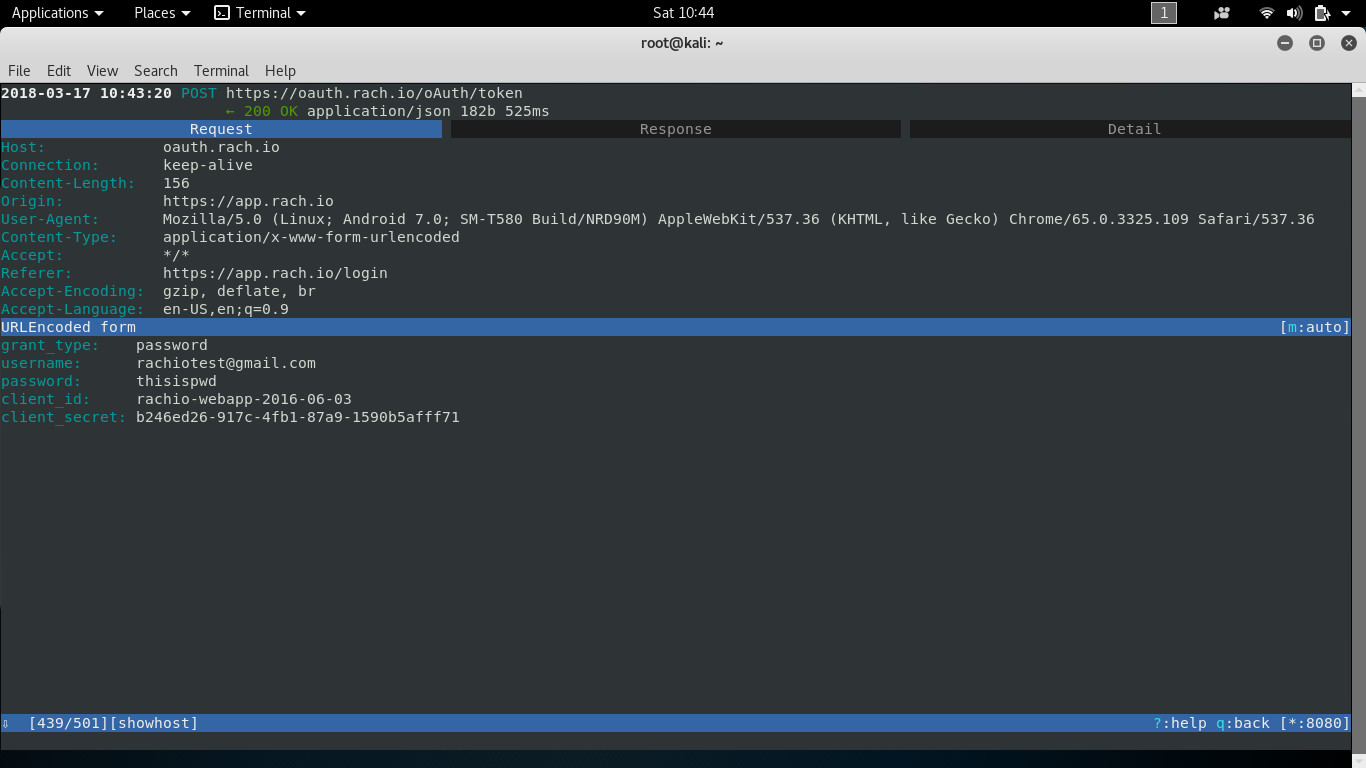 Applications Places Terminal Sat 10:44 1
root@kali: ~
File Edit View Search Terminal Help
2018-03-17 10:43:20 POST https://oauth.rach.io/oAuth/token
← 200 OK application/json 182b 525ms
Request Response Detail
Host: oauth.rach.io
Connection: keep-alive
Content-Length: 156
Origin: https://app.rach.io
User-Agent: Mozilla/5.0 (Linux; Android 7.0; SM-T580 Build/NRD90M) AppleWebKit/537.36 (KHTML, like Gecko) Chrome/65.0.3325.109 Safari/537.36
Content-Type: application/x-www-form-urlencoded
Accept: */*
Referer: https://app.rach.io/login
Accept-Encoding: gzip, deflate, br
Accept-Language: en-US,en;q=0.9
URLEncoded form [m:auto]
grant_type: password
username: rachiotest@gmail.com
password: thisispwd
client_id: rachio-webapp-2016-06-03
client_secret: b246ed26-917c-4fb1-87a9-1590b5afff71
⇩ [439/501][showhost] ?:help q:back [*:8080]